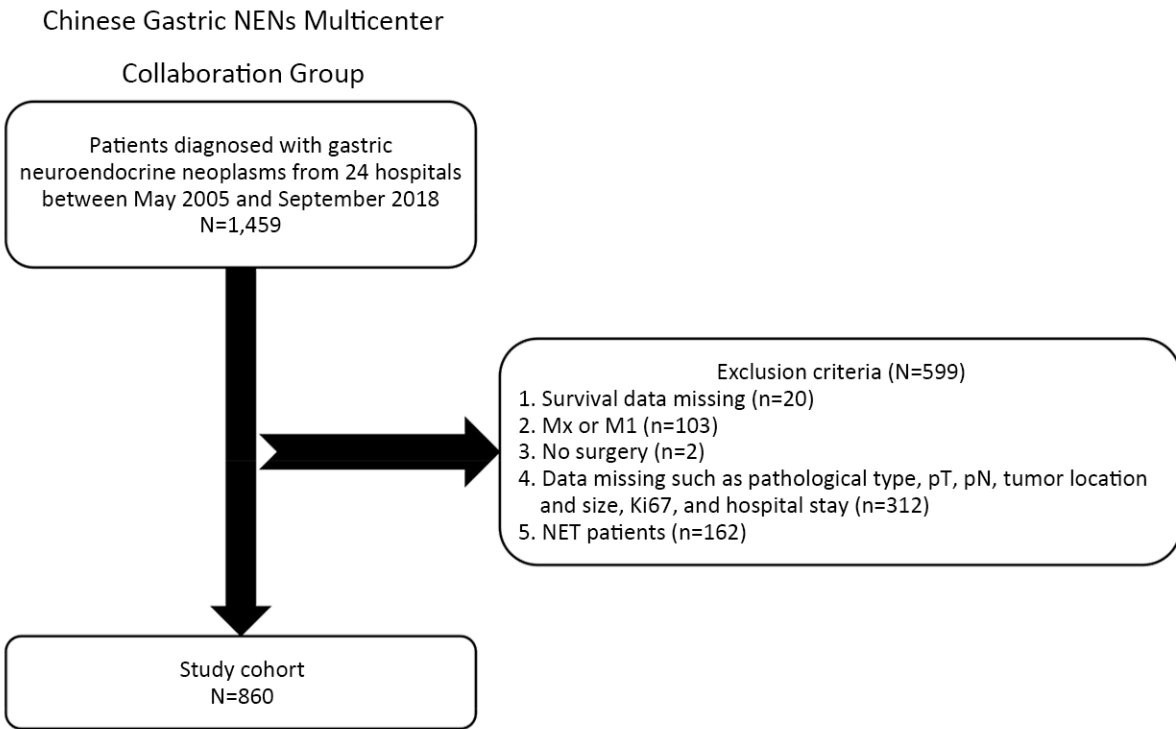 Chinese Gastric NENs Multicenter
Collaboration Group
Patients diagnosed with gastric
neuroendocrine neoplasms from 24 hospitals
between May 2005 and September 2018
N=1,459
Exclusion criteria (N=599)
1. Survival data missing (n=20)
2. Mx or M1 (n=103)
3. No surgery (n=2)
4. Data missing such as pathological type, pT, pN, tumor location
and size, Ki67, and hospital stay (n=312)
5. NET patients (n=162)
Study cohort
N=860